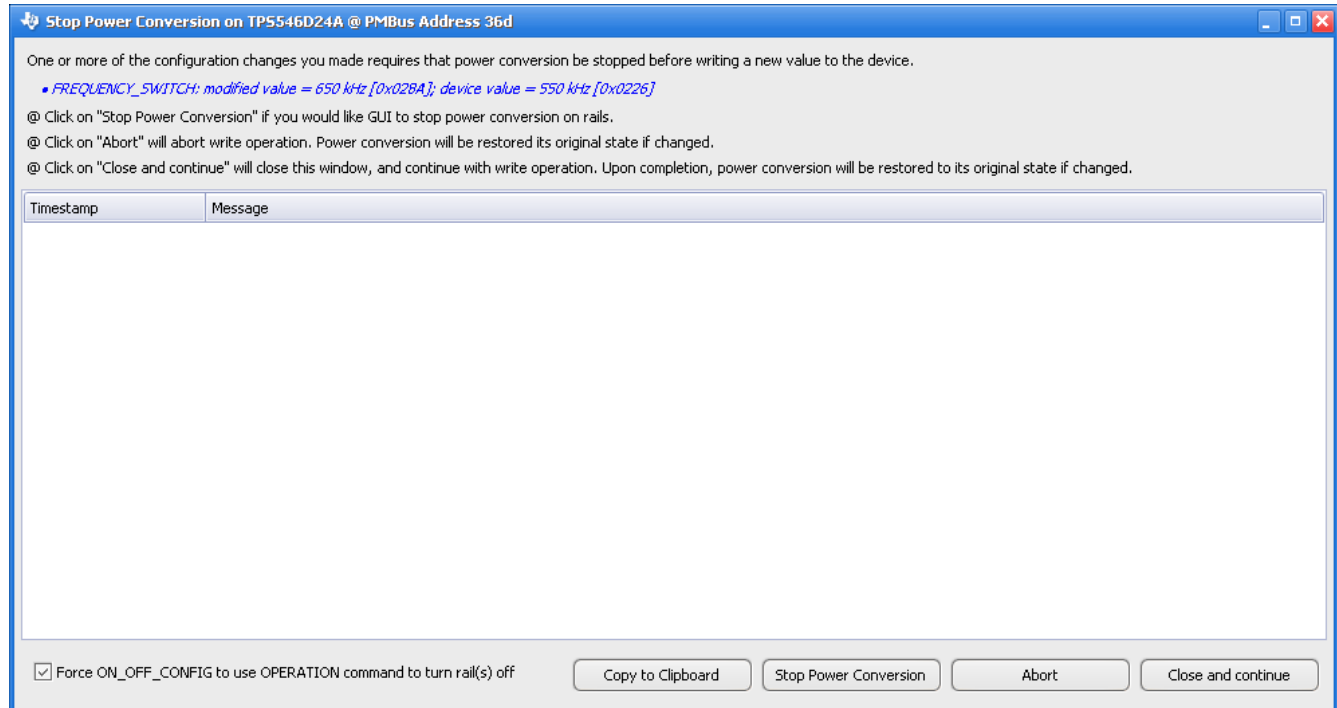 Stop Power Conversion on TPS546D24A @ PMBus Address 36d
One or more of the configuration changes you made requires that power conversion be stopped before writing a new value to the device.
• FREQUENCY_SWITCH: modified value = 650 kHz [0x028A]; device value = 550 kHz [0x0226]
@ Click on "Stop Power Conversion" if you would like GUI to stop power conversion on rails.
@ Click on "Abort" will abort write operation. Power conversion will be restored its original state if changed.
@ Click on "Close and continue" will close this window, and continue with write operation. Upon completion, power conversion will be restored to its original state if changed.
Timestamp Message
Force ON_OFF_CONFIG to use OPERATION command to turn rail(s) off Copy to Clipboard Stop Power Conversion Abort Close and continue